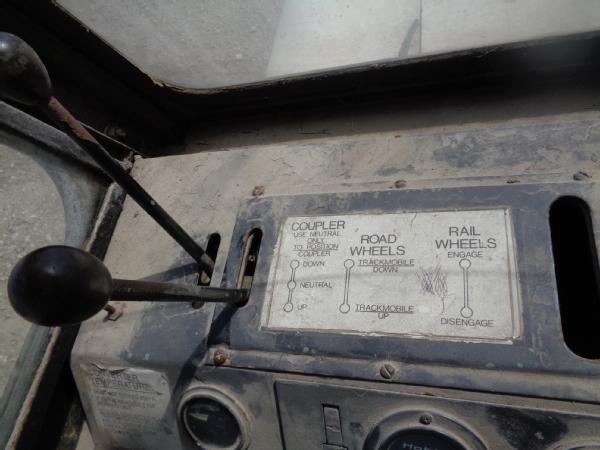 COUPLER
USE NEUTRAL
ONLY
TO POSITION
COUPLER
DOWN
NEUTRAL
UP
ROAD
WHEELS
TRACKMOBILE
DOWN
TRACKMOBILE
UP
RAIL
WHEELS
ENGAGE
DISENGAGE
TEMPERATURE